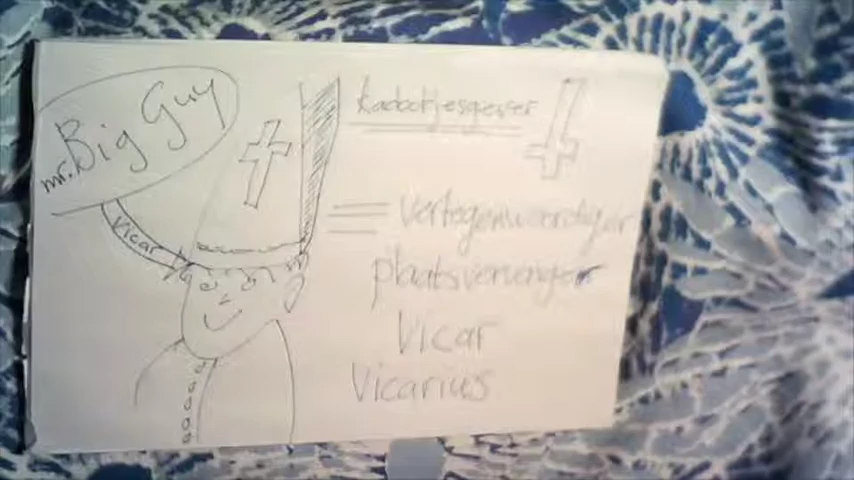 mr. Big Guy
Vicar
kadootjesgever
= vertegenwoordiger
plaatsvervanger
Vicar
Vicarius